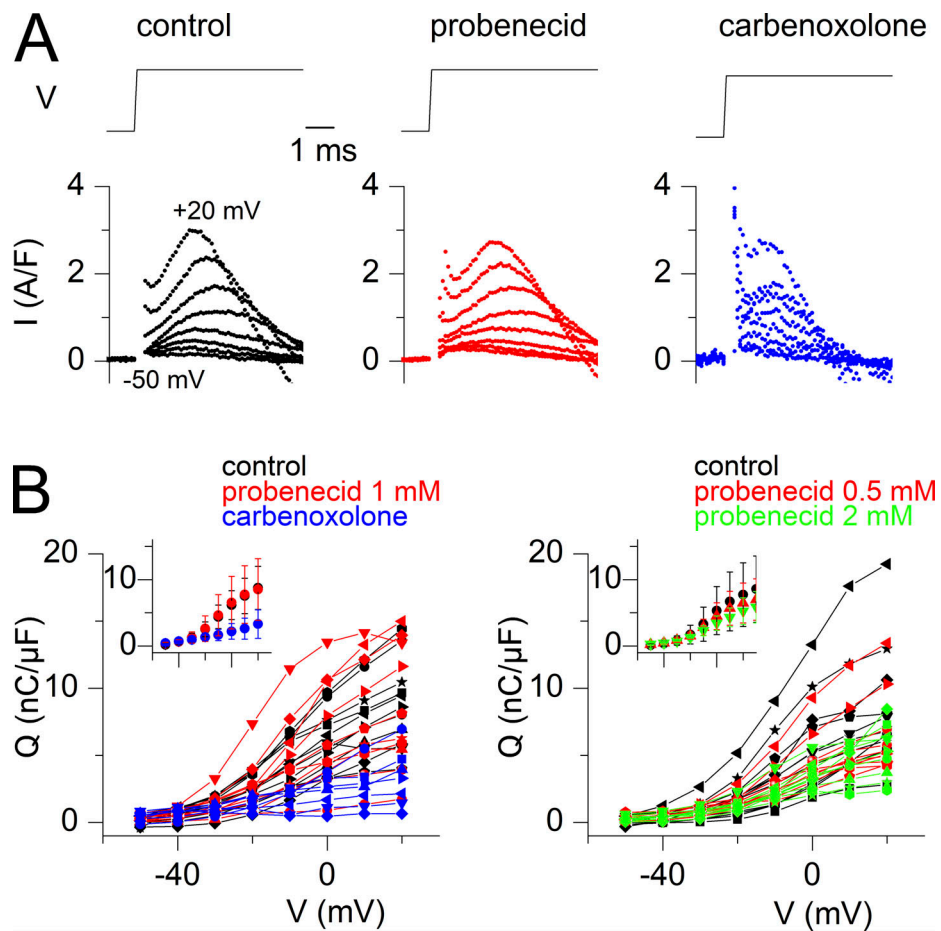 A
control probenecid carbenoxolone
V
1 ms
4 4 4
+20 mV
I (A/F)
2 2 2
0 0 0
-50 mV
B
control control
probenecid 1 mM probenecid 0.5 mM
carbenoxolone probenecid 2 mM
20 20
10 10
0 0
Q (nC/µF) Q (nC/µF)
10 10
0 0
-40 0 -40 0
V (mV) V (mV)